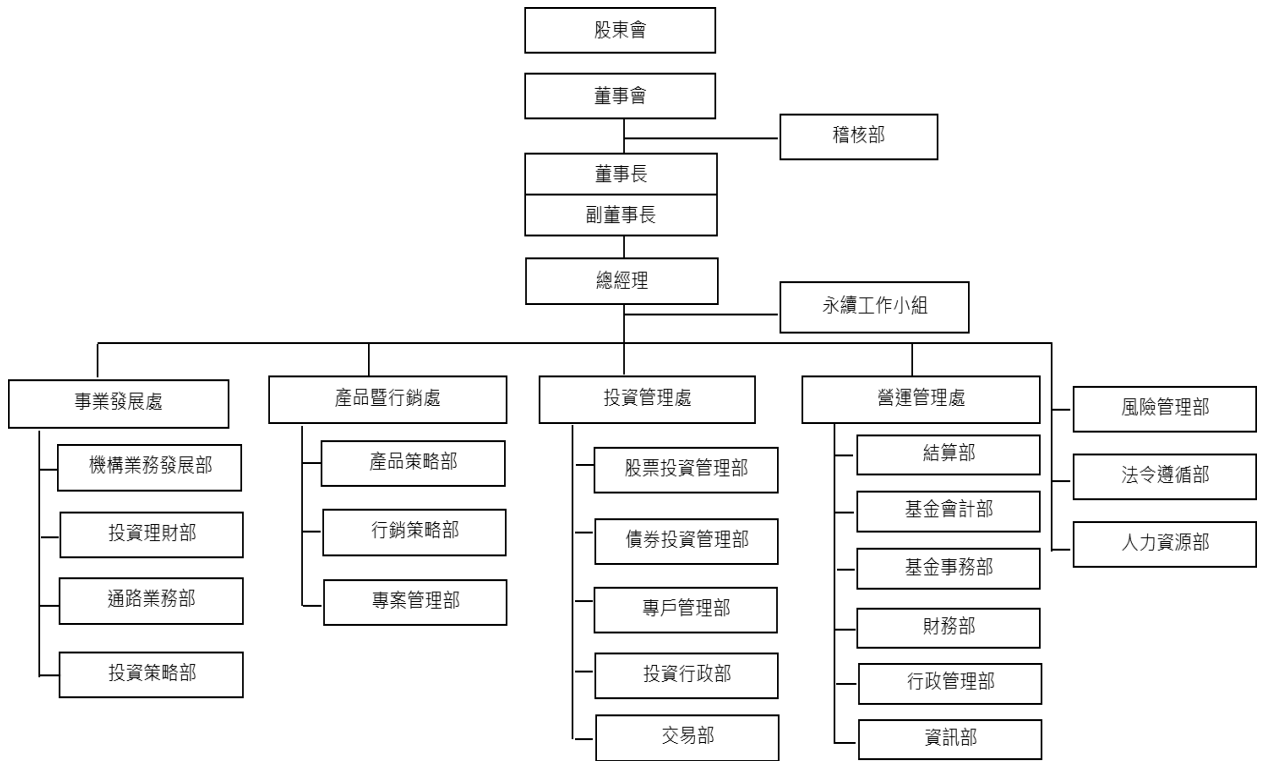 股東會
董事會
稽核部
董事長
副董事長
總經理
永續工作小組
事業發展處
機構業務發展部
投資理財部
通路業務部
投資策略部
產品暨行銷處
產品策略部
行銷策略部
專案管理部
投資管理處
股票投資管理部
債券投資管理部
專戶管理部
投資行政部
交易部
營運管理處
結算部
基金會計部
基金事務部
財務部
行政管理部
資訊部
風險管理部
法令遵循部
人力資源部